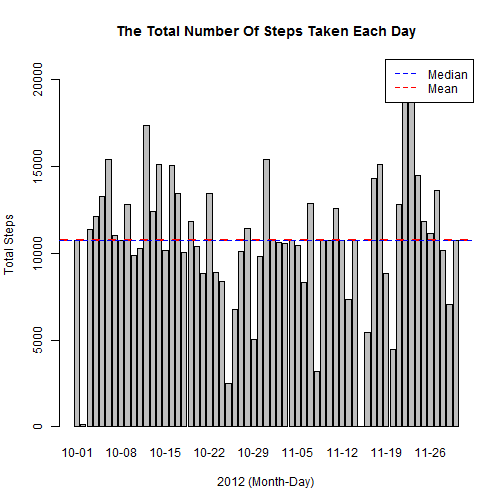 The Total Number Of Steps Taken Each Day
Median
Mean
20000
15000
10000
5000
0
Total Steps
10-01 10-08 10-15 10-22 10-29 11-05 11-12 11-19 11-26
2012 (Month-Day)